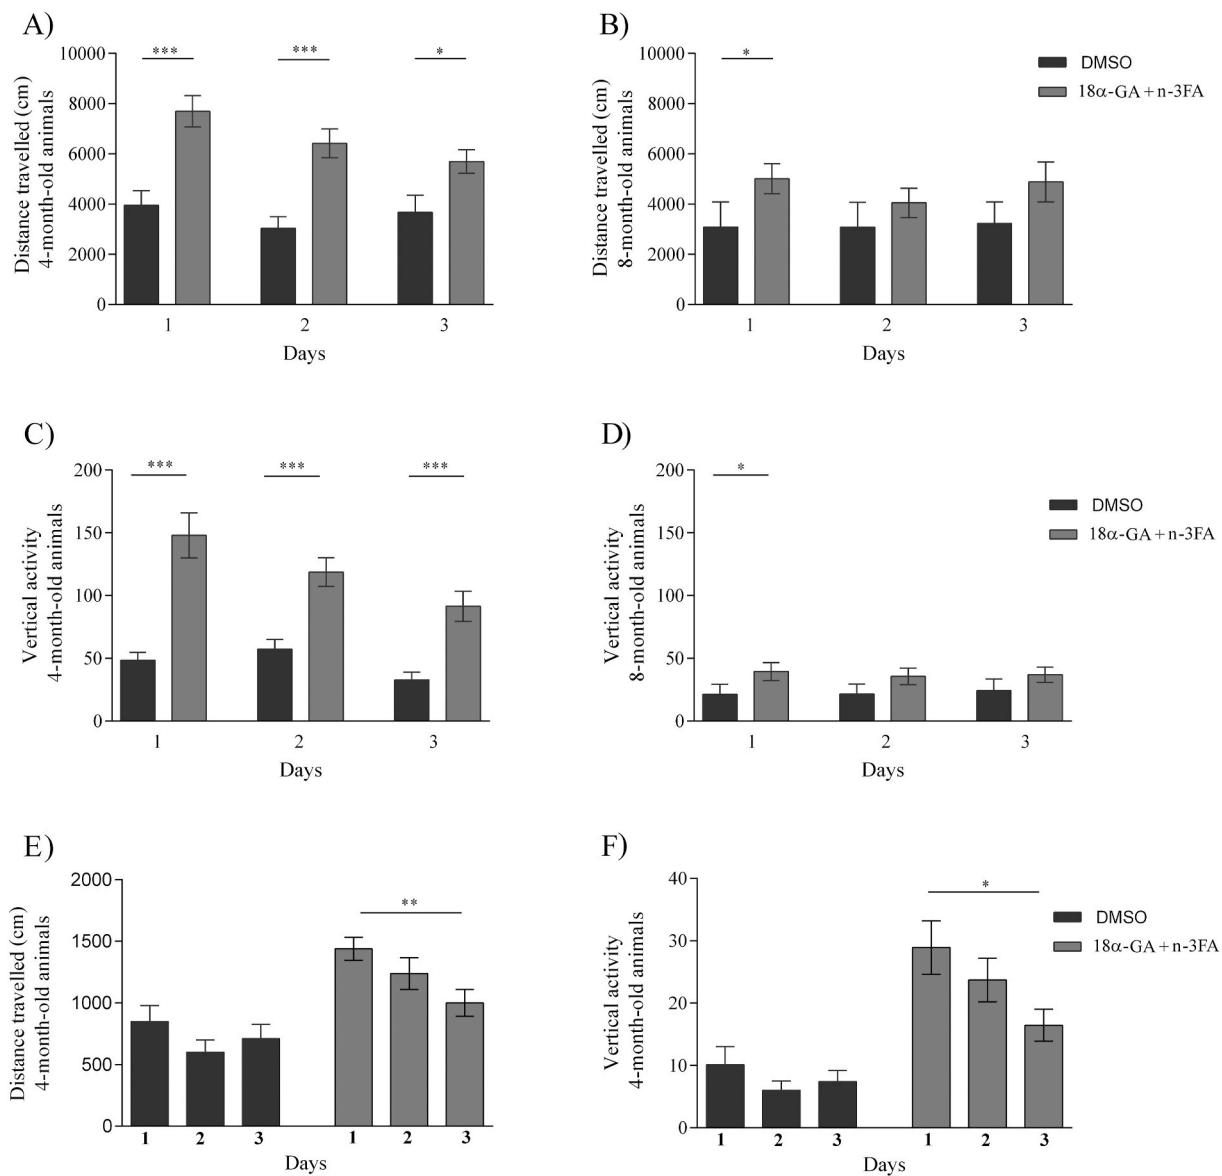 A)
Distance travelled (cm)
4-month-old animals
10000
8000
6000
4000
2000
0
***
***
*
1
2
3
Days
B)
Distance travelled (cm)
8-month-old animals
10000
8000
6000
4000
2000
0
*
1
2
3
Days
DMSO
18α-GA + n-3FA
C)
Vertical activity
4-month-old animals
200
150
100
50
0
***
***
***
1
2
3
Days
D)
Vertical activity
8-month-old animals
200
150
100
50
0
*
1
2
3
Days
DMSO
18α-GA + n-3FA
E)
Distance travelled (cm)
4-month-old animals
2000
1500
1000
500
0
**
1
2
3
1
2
3
Days
F)
Vertical activity
4-month-old animals
40
30
20
10
0
*
1
2
3
1
2
3
Days
DMSO
18α-GA + n-3FA